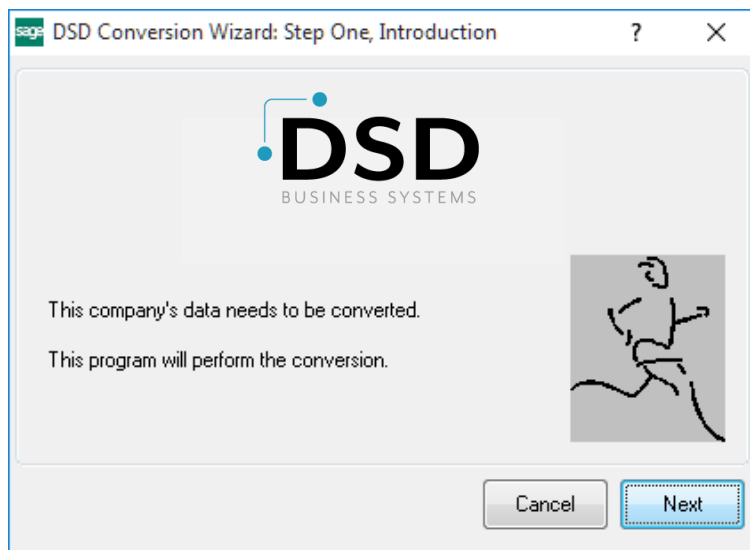 sage DSD Conversion Wizard: Step One, Introduction ?
DSD
BUSINESS SYSTEMS
This company's data needs to be converted.
This program will perform the conversion.
Cancel Next